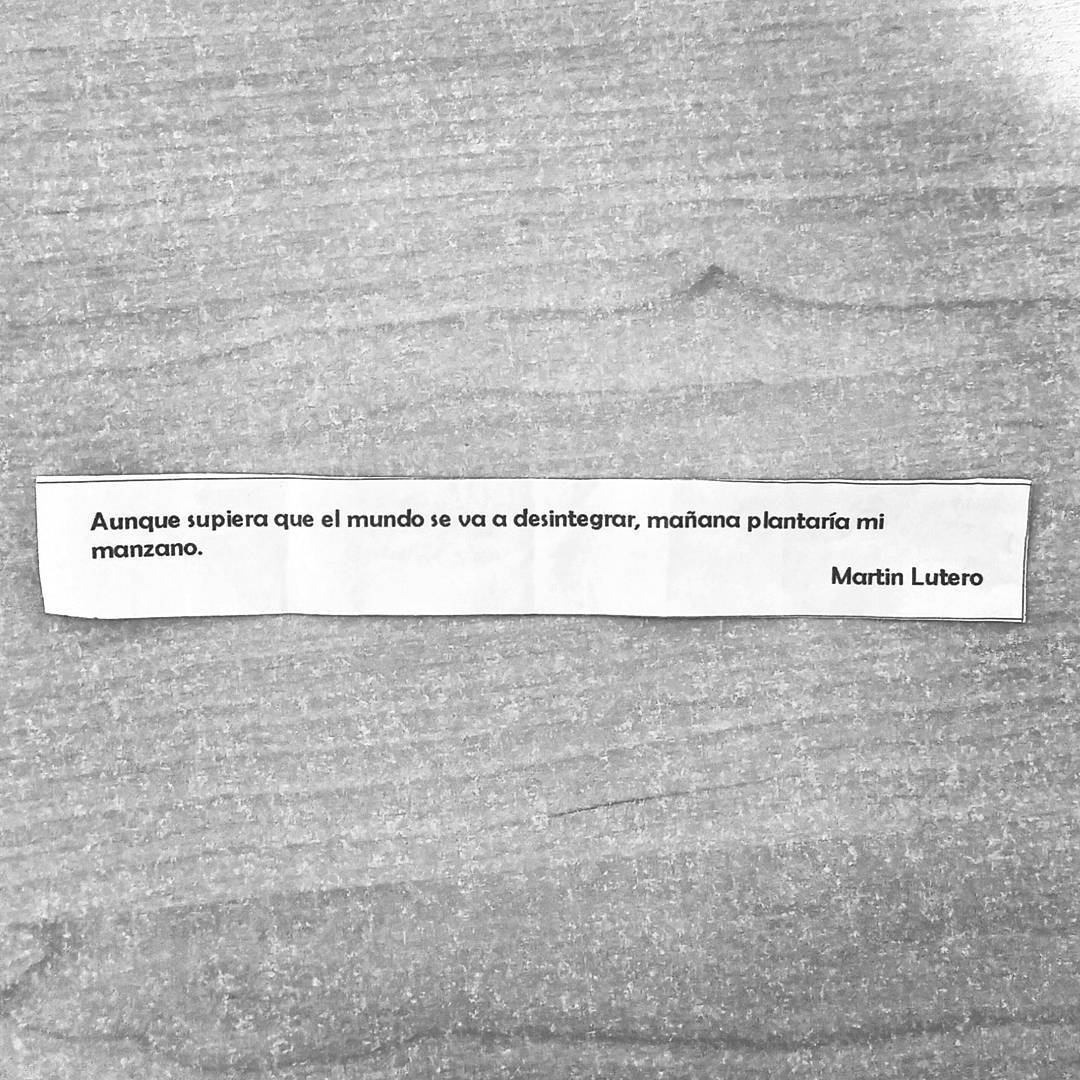 Aunque supiera que el mundo se va a desintegrar, mañana plantaría mi
manzano.
Martin Lutero